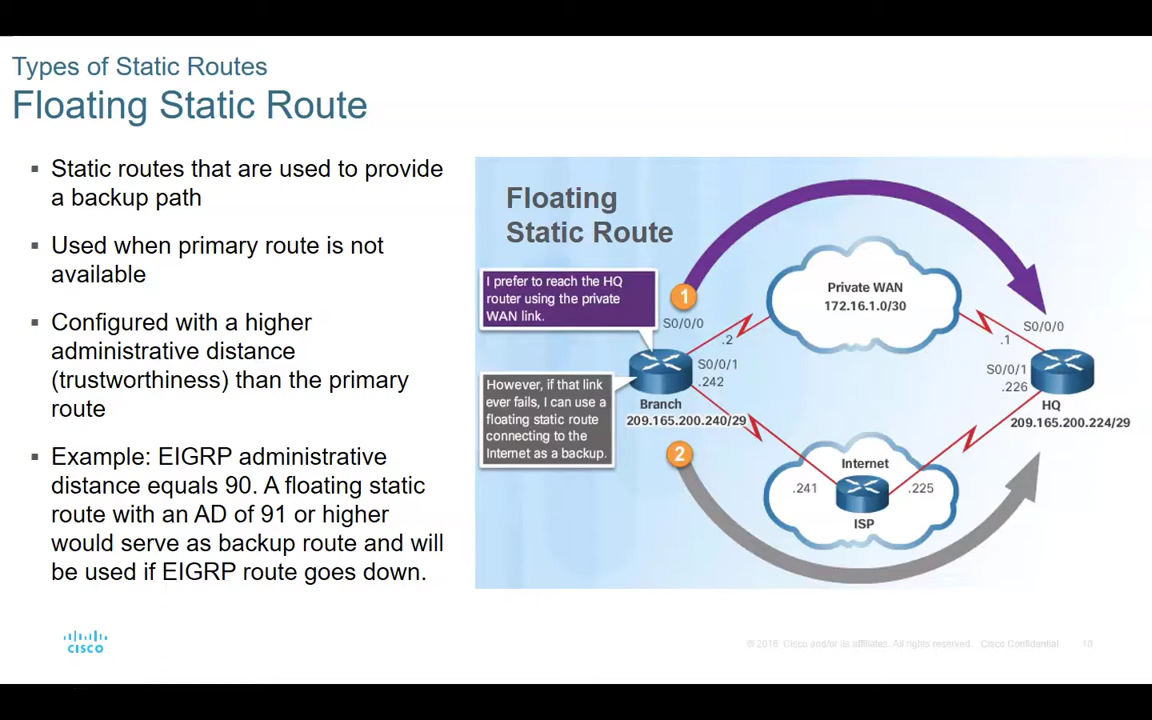 Types of Static Routes
Floating Static Route
▪ Static routes that are used to provide
a backup path
▪ Used when primary route is not
available
▪ Configured with a higher
administrative distance
(trustworthiness) than the primary
route
▪ Example: EIGRP administrative
distance equals 90. A floating static
route with an AD of 91 or higher
would serve as backup route and will
be used if EIGRP route goes down.
Floating
Static Route
I prefer to reach the HQ
router using the private
WAN link.
1
S0/0/0
.2
Private WAN
172.16.1.0/30
S0/0/0
.1
S0/0/1
.242
S0/0/1
.226
However, if that link
ever fails, I can use a
floating static route
connecting to the
Internet as a backup.
Branch
209.165.200.240/29
HQ
209.165.200.224/29
2
Internet
.241
.225
ISP
CISCO
© 2016 Cisco and/or its affiliates. All rights reserved. Cisco Confidential